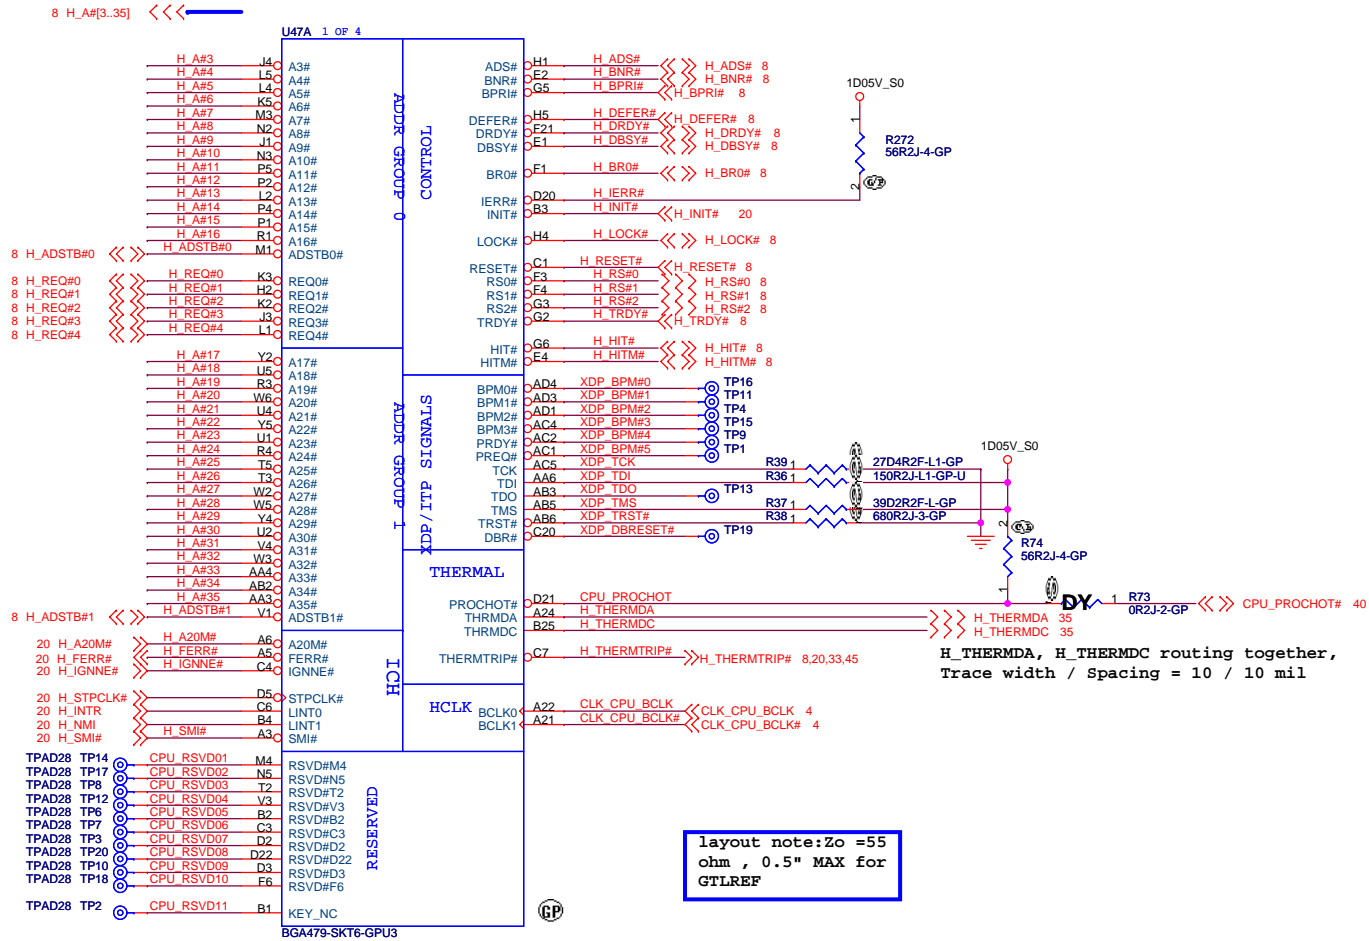 8 H_A#[3..35]
U47A 1 OF 4
H_A#3 J4 A3#
H_A#4 L5 A4#
H_A#5 L4 A5#
H_A#6 K5 A6#
H_A#7 M3 A7#
H_A#8 N2 A8#
H_A#9 J1 A9#
H_A#10 N3 A10#
H_A#11 P5 A11#
H_A#12 P2 A12#
H_A#13 L2 A13#
H_A#14 P4 A14#
H_A#15 P1 A15#
H_A#16 R1 A16#
8 H_ADSTB#0 H_ADSTB#0 M1 ADSTB0#
8 H_REQ#0 H_REQ#0 K3 REQ0#
8 H_REQ#1 H_REQ#1 H2 REQ1#
8 H_REQ#2 H_REQ#2 K2 REQ2#
8 H_REQ#3 H_REQ#3 J3 REQ3#
8 H_REQ#4 H_REQ#4 L1 REQ4#
ADDR GROUP 0
H_A#17 Y2 A17#
H_A#18 U5 A18#
H_A#19 R3 A19#
H_A#20 W6 A20#
H_A#21 U4 A21#
H_A#22 Y5 A22#
H_A#23 U1 A23#
H_A#24 R4 A24#
H_A#25 T5 A25#
H_A#26 T3 A26#
H_A#27 W2 A27#
H_A#28 W5 A28#
H_A#29 Y4 A29#
H_A#30 U2 A30#
H_A#31 V4 A31#
H_A#32 W3 A32#
H_A#33 AA4 A33#
H_A#34 AB2 A34#
H_A#35 AA3 A35#
8 H_ADSTB#1 H_ADSTB#1 V1 ADSTB1#
ADDR GROUP 1
20 H_A20M# H_A20M# A6 A20M#
20 H_FERR# H_FERR# A5 FERR#
20 H_IGNNE# H_IGNNE# C4 IGNNE#
20 H_STPCLK# D5 STPCLK#
20 H_INTR C6 LINT0
20 H_NMI B4 LINT1
20 H_SMI# H_SMI# A3 SMI#
ICH
TPAD28 TP14 CPU_RSVD01 M4 RSVD#M4
TPAD28 TP17 CPU_RSVD02 N5 RSVD#N5
TPAD28 TP8 CPU_RSVD03 T2 RSVD#T2
TPAD28 TP12 CPU_RSVD04 V3 RSVD#V3
TPAD28 TP6 CPU_RSVD05 B2 RSVD#B2
TPAD28 TP7 CPU_RSVD06 C3 RSVD#C3
TPAD28 TP3 CPU_RSVD07 D2 RSVD#D2
TPAD28 TP20 CPU_RSVD08 D22 RSVD#D22
TPAD28 TP10 CPU_RSVD09 D3 RSVD#D3
TPAD28 TP18 CPU_RSVD10 F6 RSVD#F6
TPAD28 TP2 CPU_RSVD11 B1 KEY_NC
RESERVED
BGA479-SKT6-GPU3
CONTROL
ADS# H1 H_ADS# H_ADS# 8
BNR# E2 H_BNR# H_BNR# 8
BPRI# G5 H_BPRI# H_BPRI# 8
DEFER# H5 H_DEFER# H_DEFER# 8
DRDY# F21 H_DRDY# H_DRDY# 8
DBSY# E1 H_DBSY# H_DBSY# 8
BR0# F1 H_BR0# H_BR0# 8
IERR# D20 H_IERR#
INIT# B3 H_INIT# H_INIT# 20
LOCK# H4 H_LOCK# H_LOCK# 8
RESET# C1 H_RESET# H_RESET# 8
RS0# F3 H_RS#0 H_RS#0 8
RS1# F4 H_RS#1 H_RS#1 8
RS2# G3 H_RS#2 H_RS#2 8
TRDY# G2 H_TRDY# H_TRDY# 8
HIT# G6 H_HIT# H_HIT# 8
HITM# E4 H_HITM# H_HITM# 8
1D05V_S0
1
R272
56R2J-4-GP
2
XDP/ITP SIGNALS
BPM0# AD4 XDP_BPM#0 TP16
BPM1# AD3 XDP_BPM#1 TP11
BPM2# AD1 XDP_BPM#2 TP4
BPM3# AC4 XDP_BPM#3 TP15
PRDY# AC2 XDP_BPM#4 TP9
PREQ# AC1 XDP_BPM#5 TP1
TCK AC5 XDP_TCK R39 1 27D4R2F-L1-GP
TDI AA6 XDP_TDI R36 1 150R2J-L1-GP-U
TDO AB3 XDP_TDO TP13
TMS AB5 XDP_TMS R37 1 39D2R2F-L-GP
TRST# AB6 XDP_TRST# R38 1 680R2J-3-GP
DBR# C20 XDP_DBRESET# TP19
1D05V_S0
2
R74
56R2J-4-GP
1
THERMAL
PROCHOT# D21 CPU_PROCHOT DY 1 R73 CPU_PROCHOT# 40
0R2J-2-GP
THRMDA A24 H_THERMDA H_THERMDA 35
THRMDC B25 H_THERMDC H_THERMDC 35
THERMTRIP# C7 H_THERMTRIP# H_THERMTRIP# 8,20,33,45
H_THERMDA, H_THERMDC routing together,
Trace width / Spacing = 10 / 10 mil
HCLK
BCLK0 A22 CLK_CPU_BCLK CLK_CPU_BCLK 4
BCLK1 A21 CLK_CPU_BCLK# CLK_CPU_BCLK# 4
layout note:Zo =55
ohm , 0.5" MAX for
GTLREF
GP